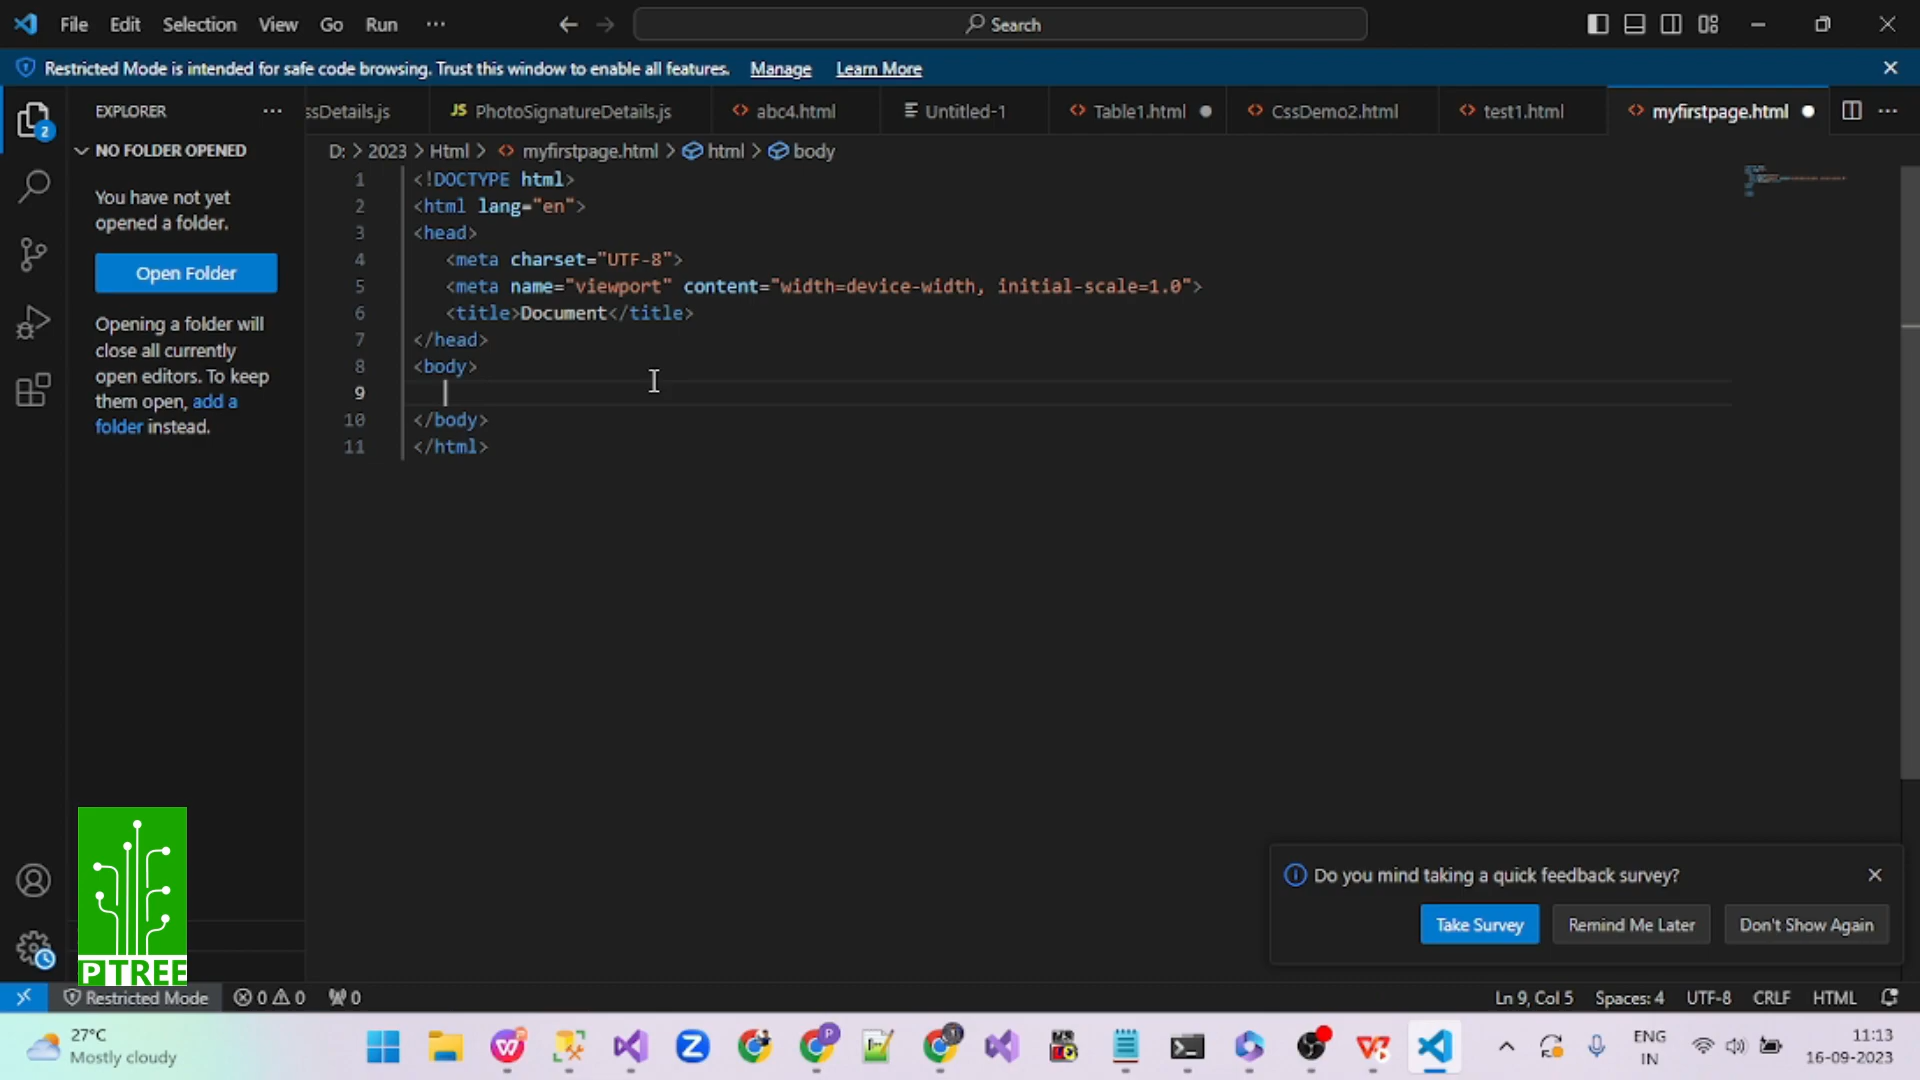 File Edit Selection View Go Run ··· Search
Restricted Mode is intended for safe code browsing. Trust this window to enable all features. Manage Learn More
EXPLORER ··· ssDetails.js JS PhotoSignatureDetails.js abc4.html Untitled-1 Table1.html CssDemo2.html test1.html myfirstpage.html
2
NO FOLDER OPENED
D: > 2023 > Html > myfirstpage.html > html > body
You have not yet
opened a folder.
Open Folder
Opening a folder will
close all currently
open editors. To keep
them open, add a
folder instead.
1 <!DOCTYPE html>
2 <html lang="en">
3 <head>
4 <meta charset="UTF-8">
5 <meta name="viewport" content="width=device-width, initial-scale=1.0">
6 <title>Document</title>
7 </head>
8 <body>
9
10 </body>
11 </html>
PITREE
Do you mind taking a quick feedback survey?
Take Survey Remind Me Later Don't Show Again
Restricted Mode 0 0 0 Ln 9, Col 5 Spaces: 4 UTF-8 CRLF HTML
27°C
Mostly cloudy
ENG
IN
11:13
16-09-2023